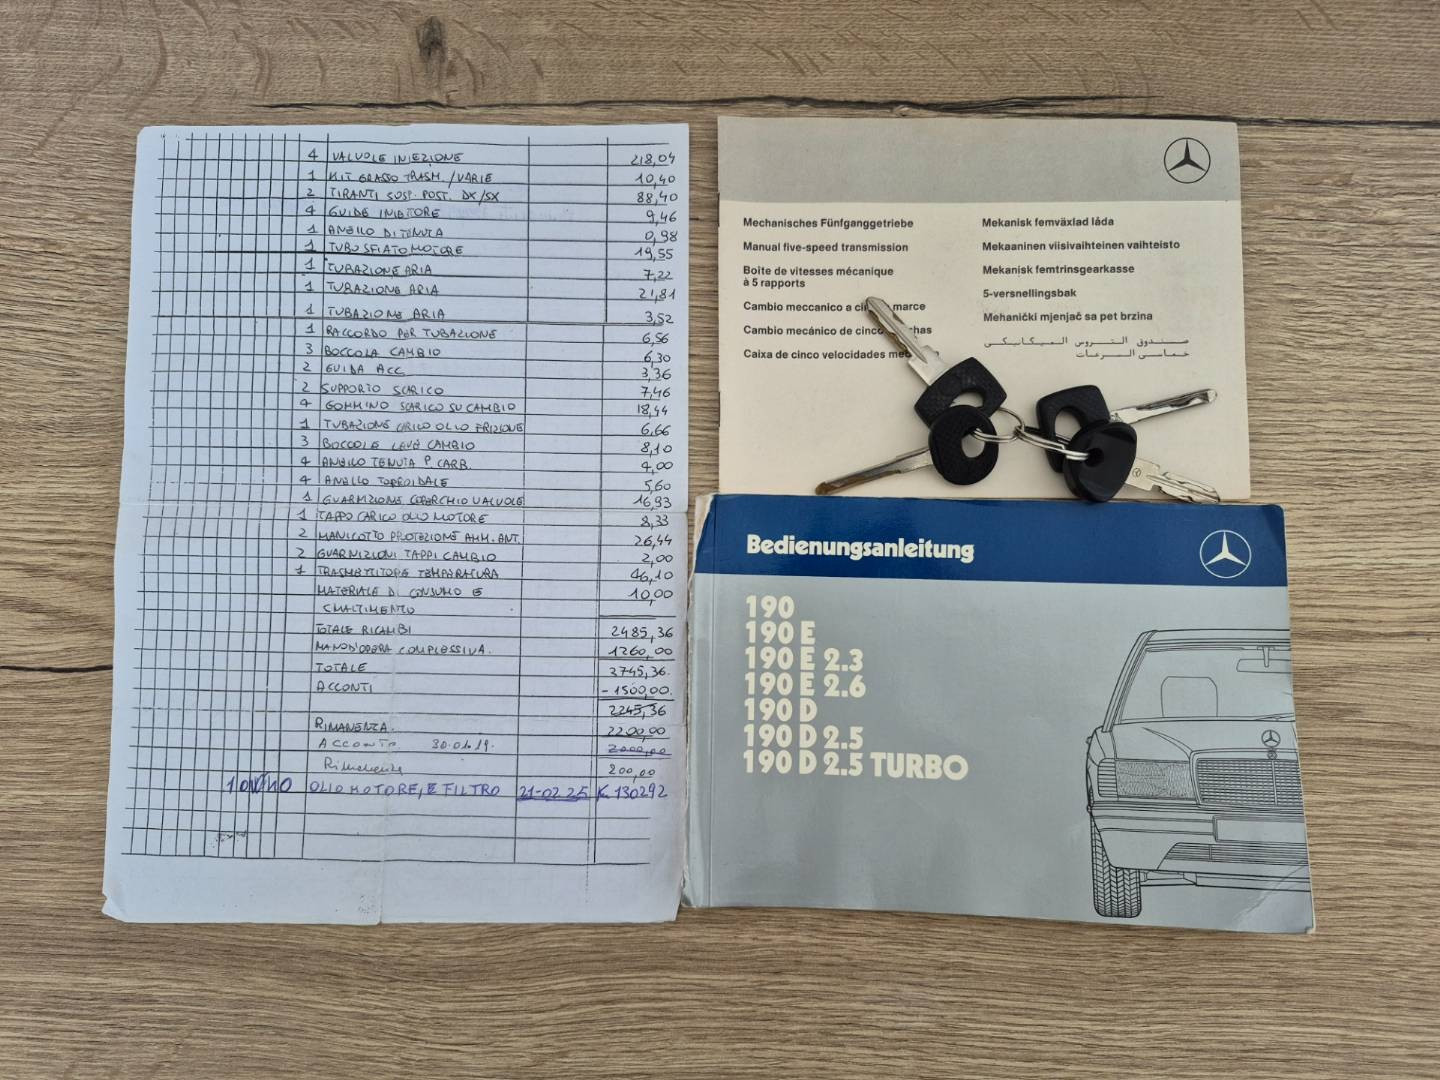 4 VALVOLE INIEZIONE 218,04
1 KIT GRASSO TRASM./VARIE 10,40
2 TIRANTI SOSP. POST. DX/SX 88,40
4 GUIDE INIETTORE 9,46
1 ANELLO DI TENUTA 0,98
1 TUBO SFIATO MOTORE 19,55
1 TUBAZIONE ARIA 7,22
1 TUBAZIONE ARIA 21,81
1 TUBAZIONE ARIA 3,52
1 RACCORDO PER TUBAZIONE 6,56
3 BOCCOLA CAMBIO 6,30
2 GUIDA ACC. 3,36
2 SUPPORTO SCARICO 7,46
4 GOMMINO SCARICO SU CAMBIO 18,44
1 TUBAZIONE CARICO OLIO FRIZIONE 6,66
3 BOCCOLE LEVE CAMBIO 8,10
4 ANELLO TENUTA P. CARB. 4,00
4 ANELLO TOROIDALE 5,60
1 GUARNIZIONE COPERCHIO VALVOLE 16,93
1 TAPPO CARICO OLIO MOTORE 8,33
2 MANICOTTO PROTEZIONE AMM. ANT. 26,44
2 GUARNIZIONI TAPPI CAMBIO 2,00
1 TRASMETTITORE TEMPERATURA 46,10
MATERIALE DI CONSUMO E 10,00
SMALTIMENTO
TOTALE RICAMBI 2485,36
MANODOPERA COMPLESSIVA. 1260,00
TOTALE 3745,36.
ACCONTI - 1500,00.
2245,36
RIMANENZA. 2200,00
Acconto 30.01.19. 2000,00
Rimanenza 200,00
10W40 OLIO MOTORE, E FILTRO 21-02 25 K 130292
Mechanisches Fünfganggetriebe
Manual five-speed transmission
Boîte de vitesses mécanique
à 5 rapports
Cambio meccanico a marce
Cambio mecánico de cinco
Caixa de cinco velocidades
Mekanisk femväxlad låda
Mekaaninen viisivaihteinen vaihteisto
Mekanisk femtrinsgearkasse
5-versnellingsbak
Mehanički mjenjač sa pet brzina
صندوق التروس الميكانيكي
خماسي السرعات
Bedienungsanleitung
190
190 E
190 E 2.3
190 E 2.6
190 D
190 D 2.5
190 D 2.5 TURBO